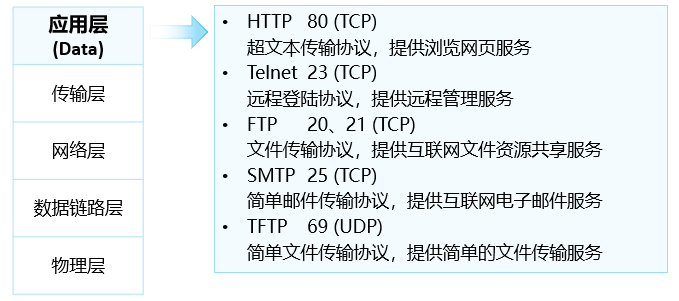 应用层
(Data)
传输层
网络层
数据链路层
物理层
• HTTP 80 (TCP)
超文本传输协议，提供浏览网页服务
• Telnet 23 (TCP)
远程登陆协议，提供远程管理服务
• FTP 20、21 (TCP)
文件传输协议，提供互联网文件资源共享服务
• SMTP 25 (TCP)
简单邮件传输协议，提供互联网电子邮件服务
• TFTP 69 (UDP)
简单文件传输协议，提供简单的文件传输服务